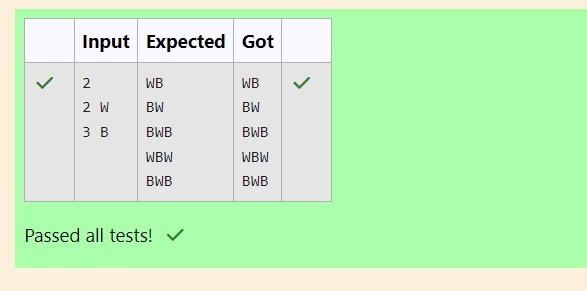 Input Expected Got
2 WB WB
2 W BW BW
3 B BWB BWB
WBW WBW
BWB BWB
Passed all tests!